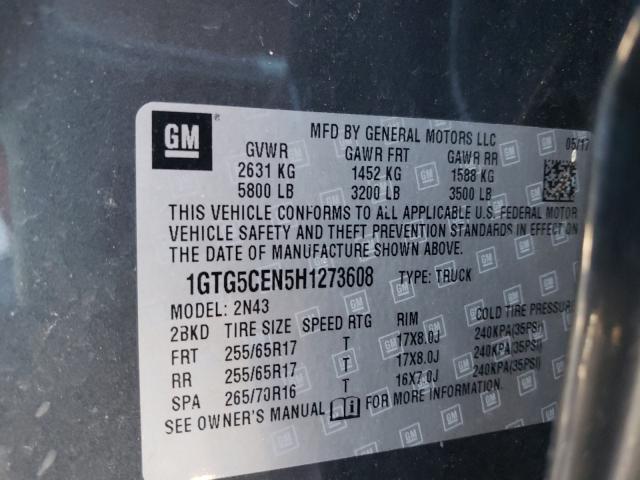 GM
MFD BY GENERAL MOTORS LLC 05/17
GVWR GAWR FRT GAWR RR
2631 KG 1452 KG 1588 KG
5800 LB 3200 LB 3500 LB
THIS VEHICLE CONFORMS TO ALL APPLICABLE U.S. FEDERAL MOTOR
VEHICLE SAFETY AND THEFT PREVENTION STANDARDS IN EFFECT ON
THE DATE OF MANUFACTURE SHOWN ABOVE.
1GTG5CEN5H1273608 TYPE: TRUCK
MODEL: 2N43
2BKD TIRE SIZE SPEED RTG RIM COLD TIRE PRESSURE
FRT 255/65R17 T 17X8.0J 240KPA(35PSI)
RR 255/65R17 T 17X8.0J 240KPA(35PSI)
SPA 265/70R16 T 16X7.0J 240KPA(35PSI)
SEE OWNER'S MANUAL FOR MORE INFORMATION